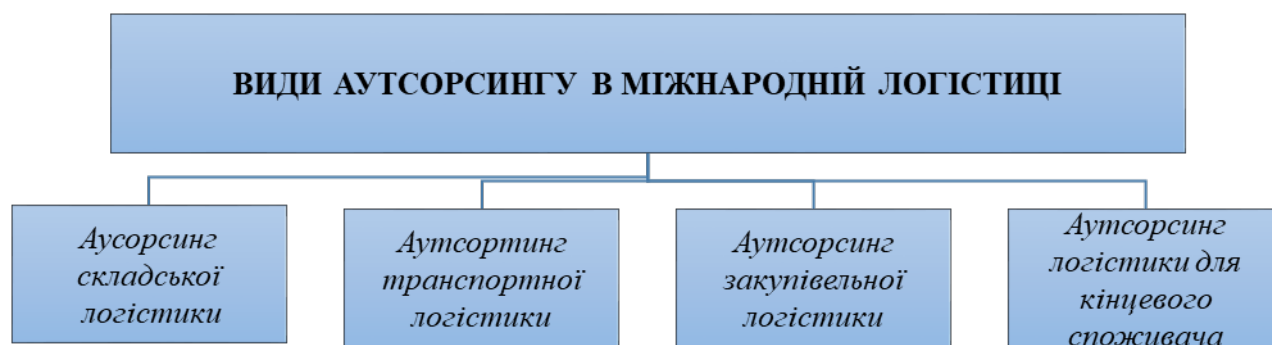 ВИДИ АУТСОРСИНГУ В МІЖНАРОДНІЙ ЛОГІСТИЦІ
Аусорсинг
складської
логістики
Аутсортинг
транспортної
логістики
Аутсорсинг
закупівельної
логістики
Аутсорсинг
логістики для
кінцевого
споживача